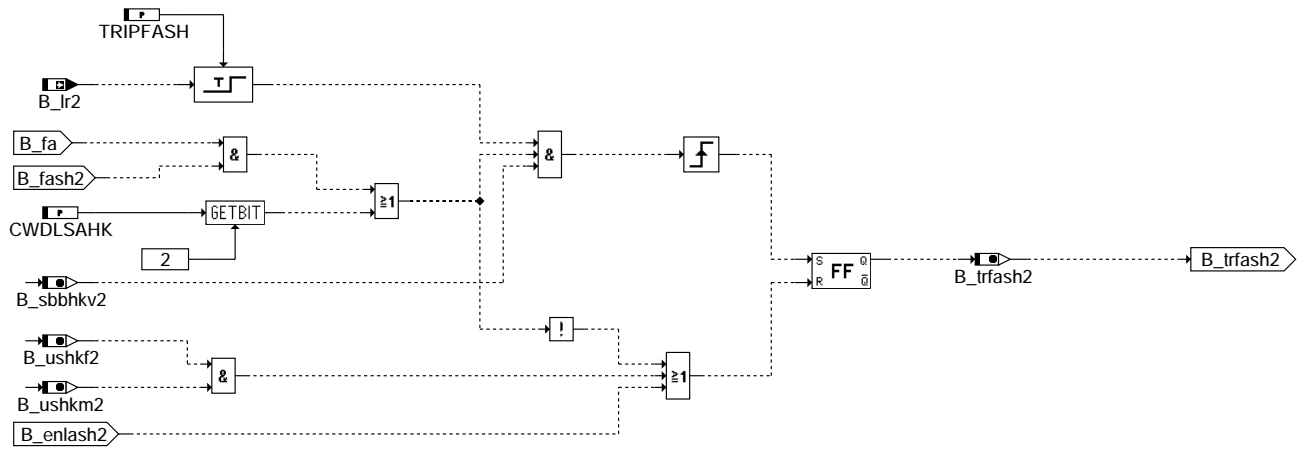 P
TRIPFASH
T
B_lr2
B_fa
&
B_fash2
&
≧1
P
GETBIT
CWDLSAHK
2
S Q
FF
R Q̅
B_trfash2
B_trfash2
B_sbbhkv2
!
B_ushkf2
&
≧1
B_ushkm2
B_enlash2